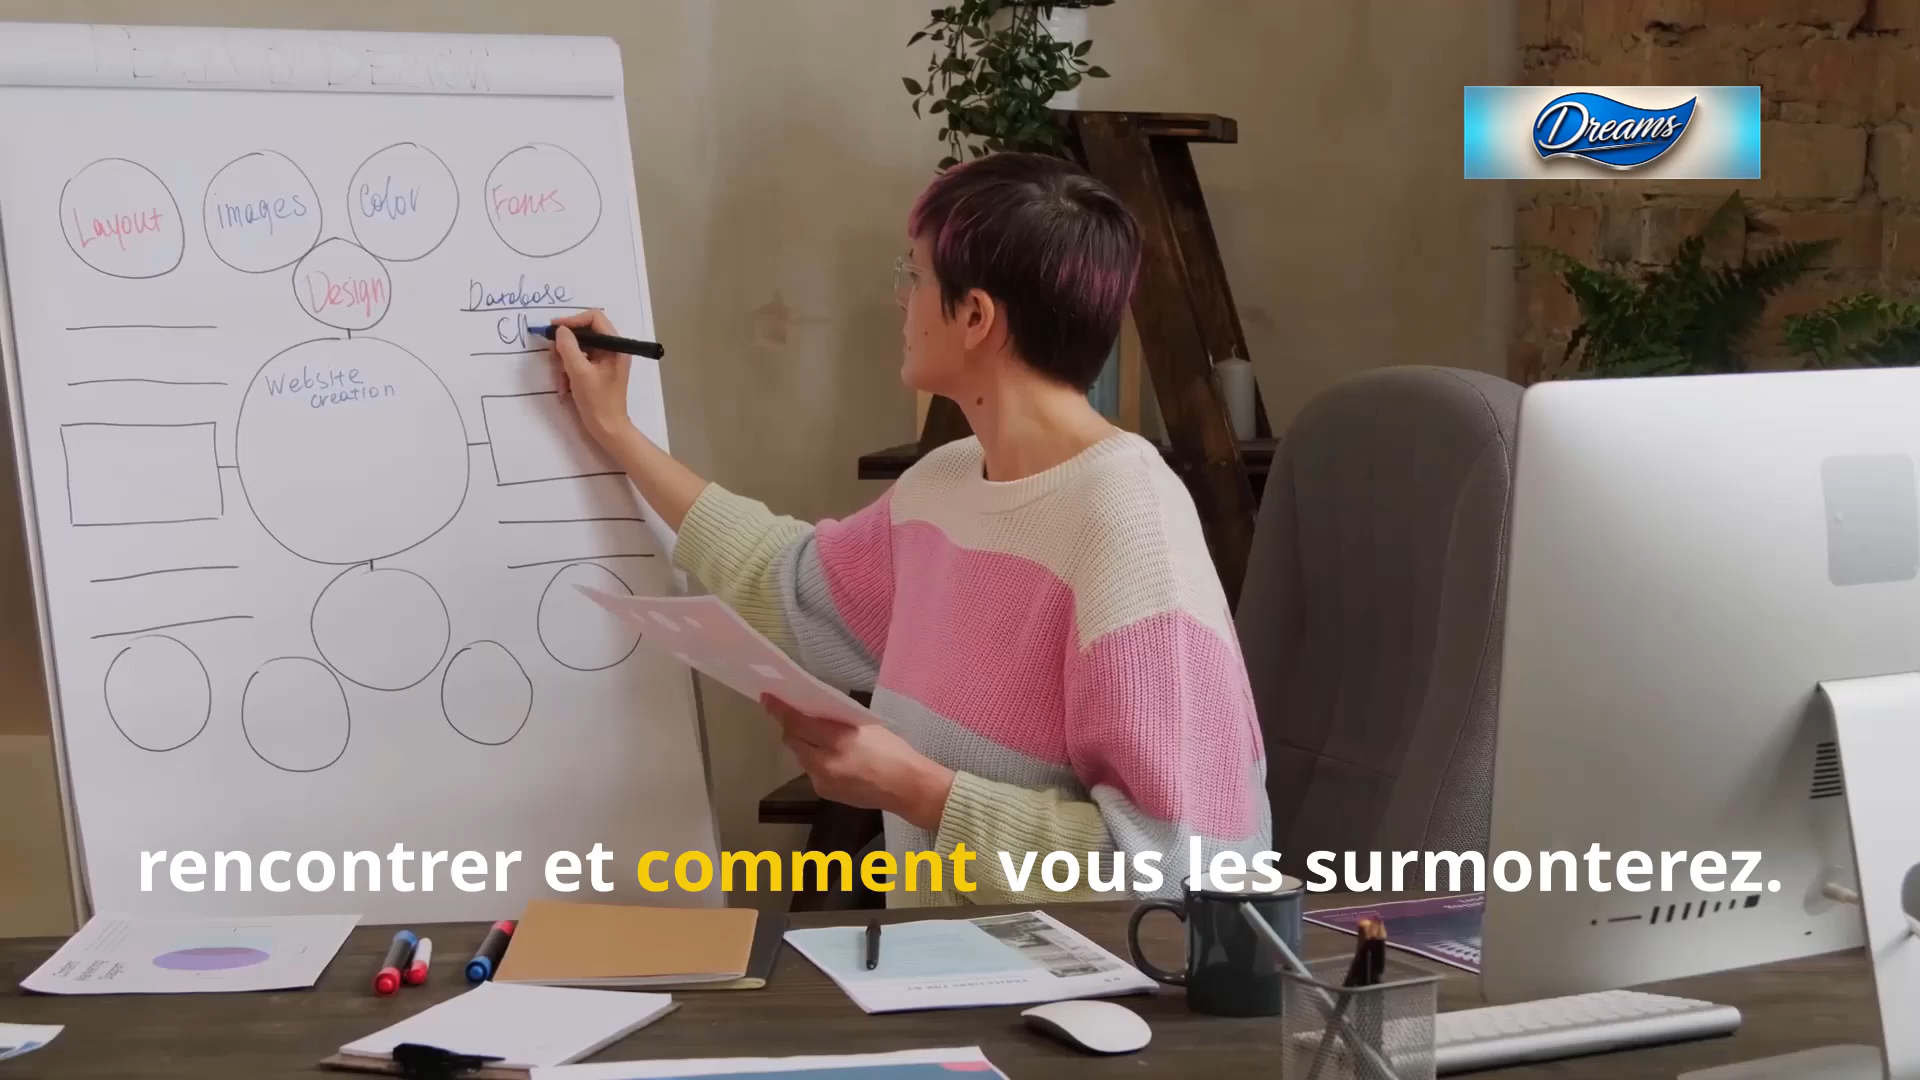 Dreams
Layout
images
Color
Fonts
Design
Database
Website
creation
rencontrer et comment vous les surmonterez.